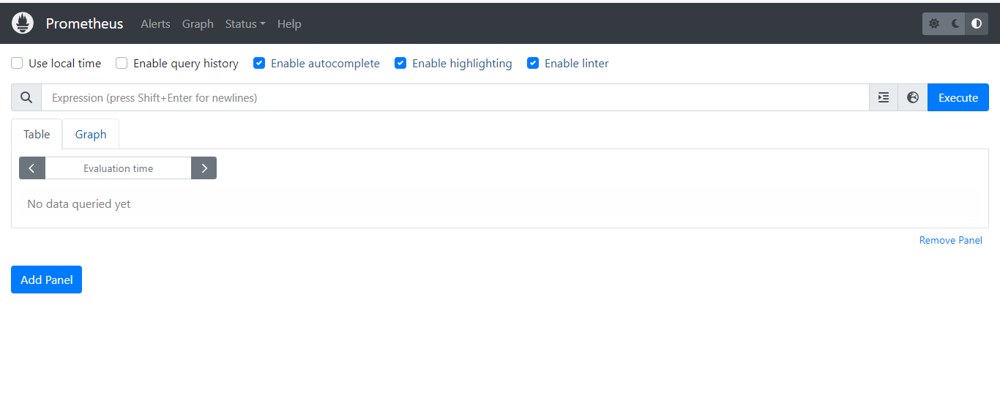 Prometheus Alerts Graph Status Help
Use local time Enable query history Enable autocomplete Enable highlighting Enable linter
Expression (press Shift+Enter for newlines) Execute
Table Graph
Evaluation time
No data queried yet
Remove Panel
Add Panel